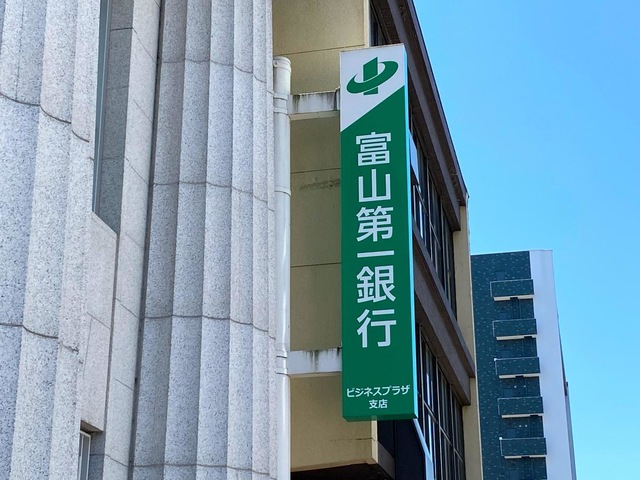 富山第一銀行
ビジネスプラザ
支店